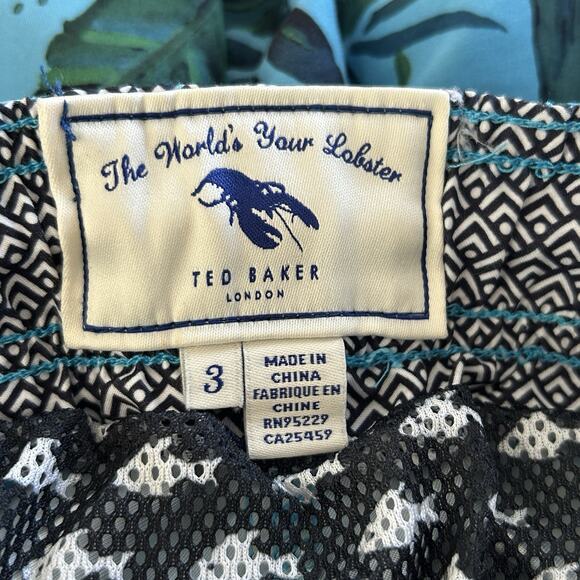 The World's Your Lobster
TED BAKER
LONDON
3
MADE IN
CHINA
FABRIQUE EN
CHINE
RN95229
CA25459